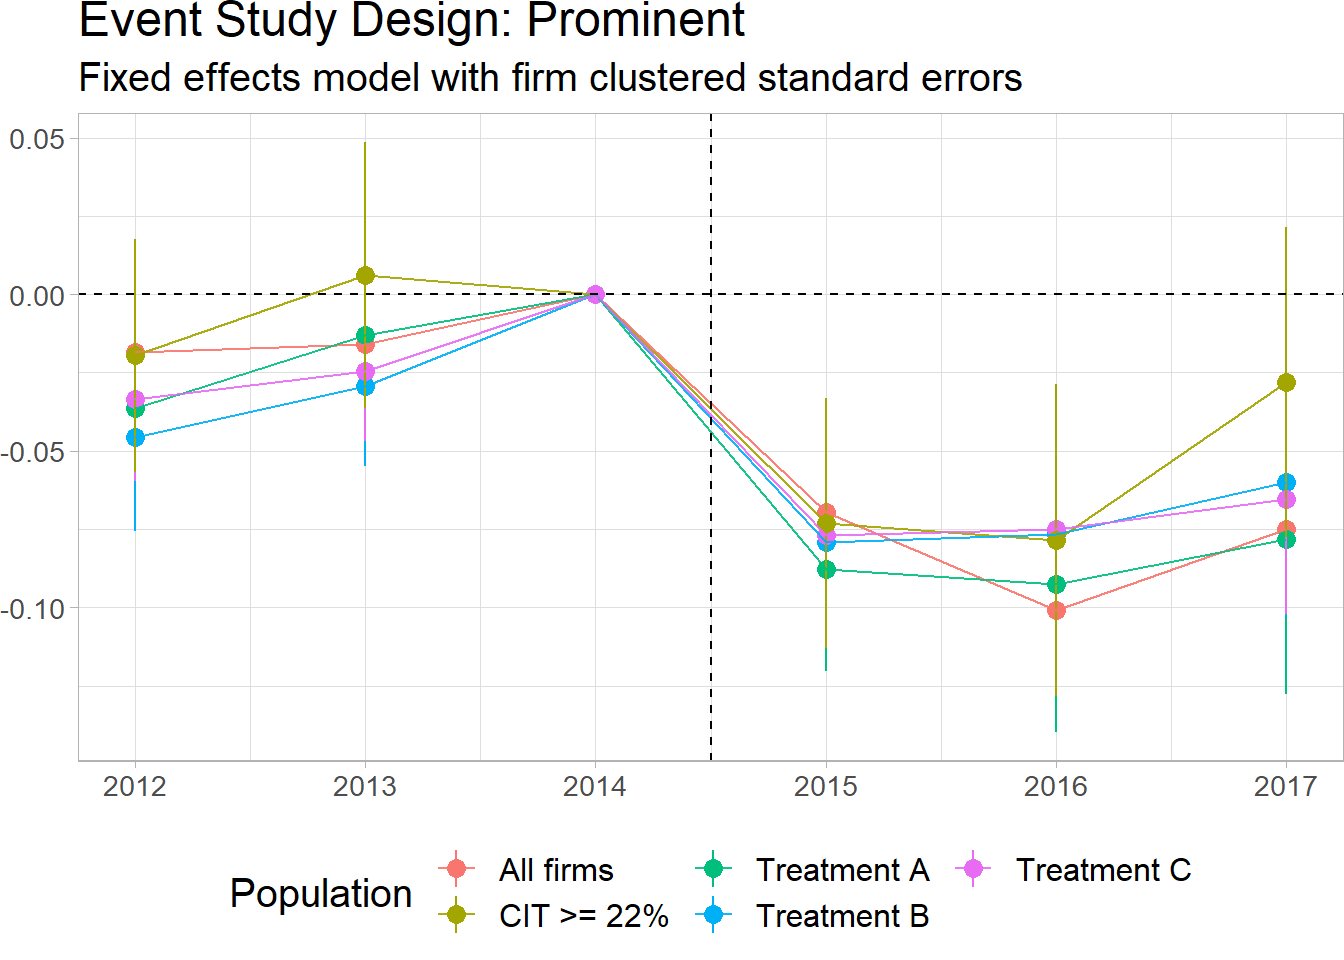 Event Study Design: Prominent
Fixed effects model with firm clustered standard errors
0.05
0.00
-0.05
-0.10
2012 2013 2014 2015 2016 2017
Population
All firms Treatment A Treatment C
CIT >= 22% Treatment B